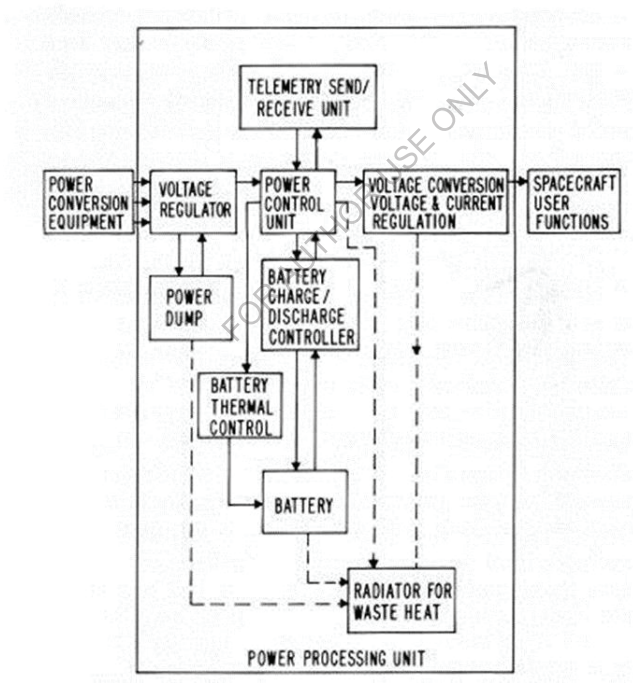 TELEMETRY SEND/
RECEIVE UNIT
POWER
CONVERSION
EQUIPMENT
VOLTAGE
REGULATOR
POWER
CONTROL
UNIT
VOLTAGE CONVERSION
VOLTAGE & CURRENT
REGULATION
SPACECRAFT
USER
FUNCTIONS
POWER
DUMP
BATTERY
CHARGE/
DISCHARGE
CONTROLLER
BATTERY
THERMAL
CONTROL
BATTERY
RADIATOR FOR
WASTE HEAT
POWER PROCESSING UNIT
FOR AUTHOR USE ONLY